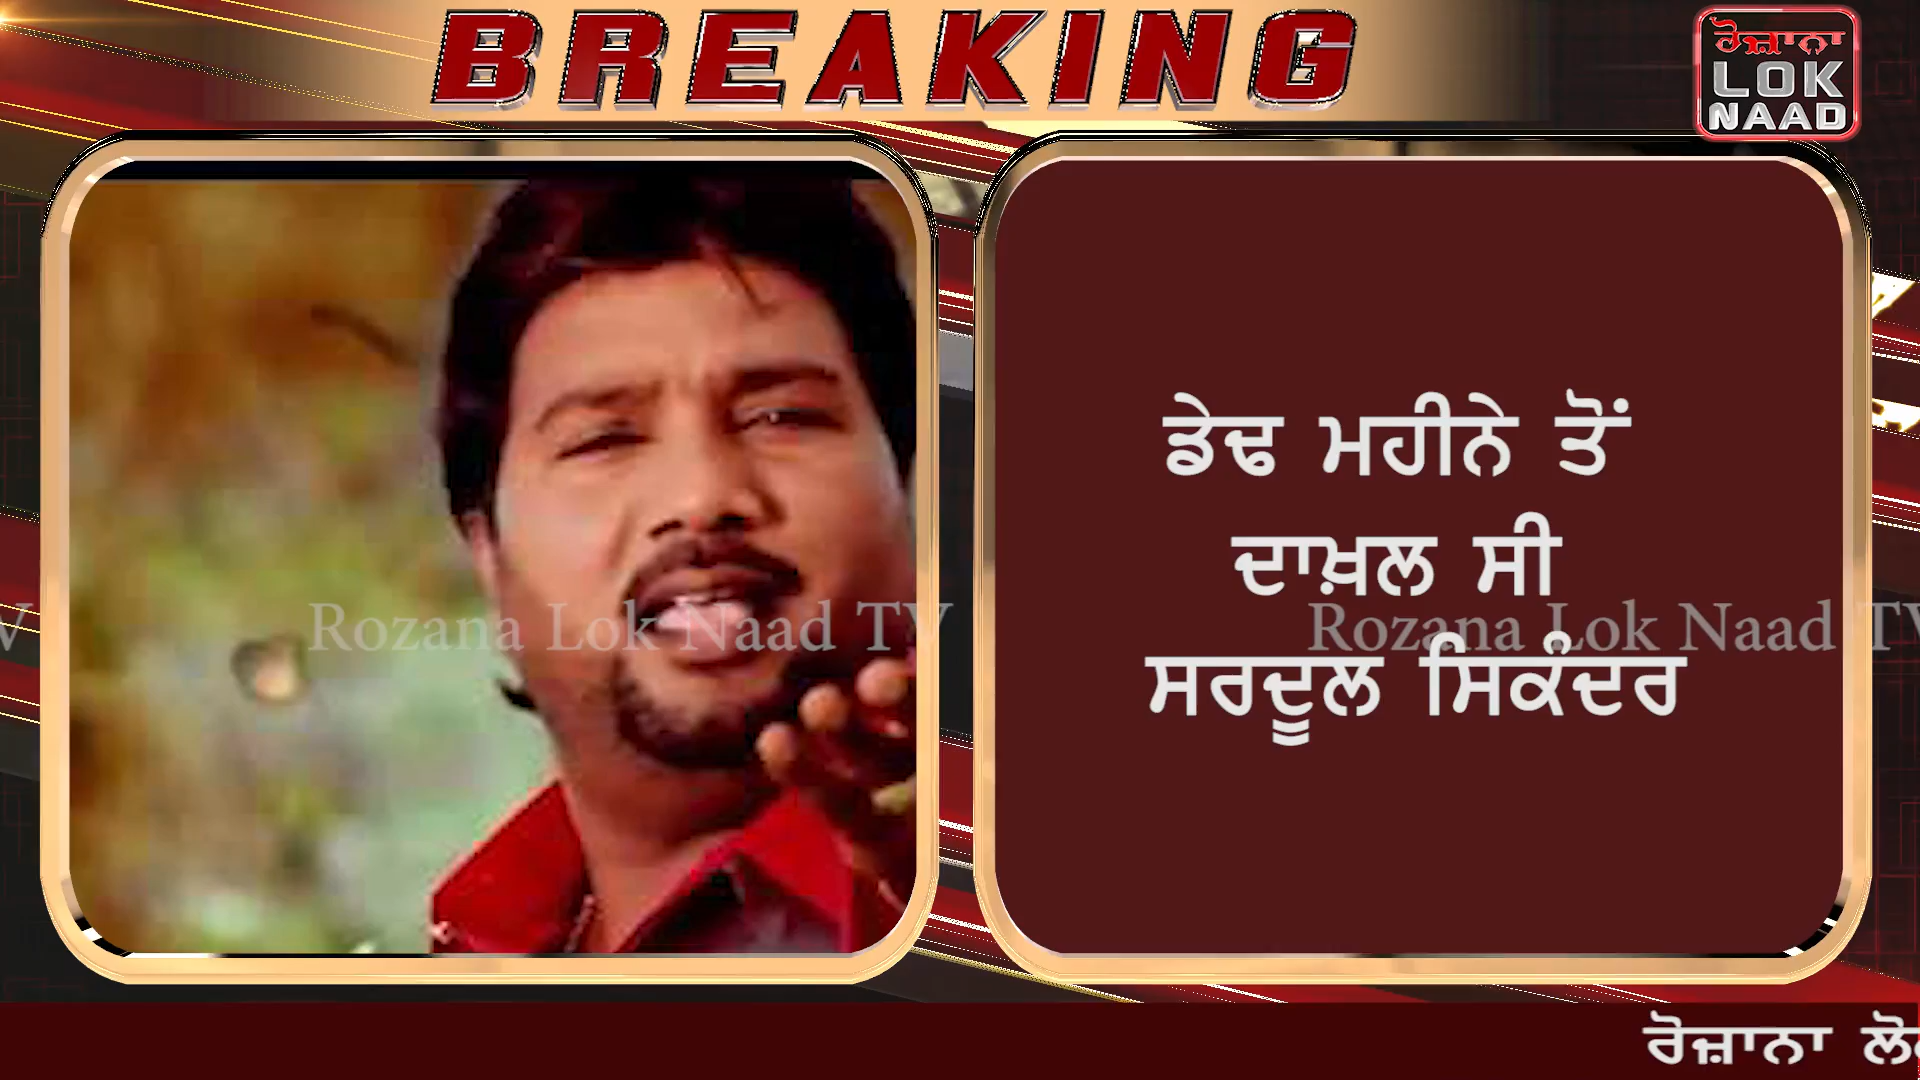 BREAKING
ਰੋਜ਼ਾਨਾ
LOK
NAAD
ਡੇਢ ਮਹੀਨੇ ਤੋਂ
ਦਾਖ਼ਲ ਸੀ
ਸਰਦੂਲ ਸਿਕੰਦਰ
Rozana Lok Naad TV
Rozana Lok Naad TV
ਰੋਜ਼ਾਨਾ